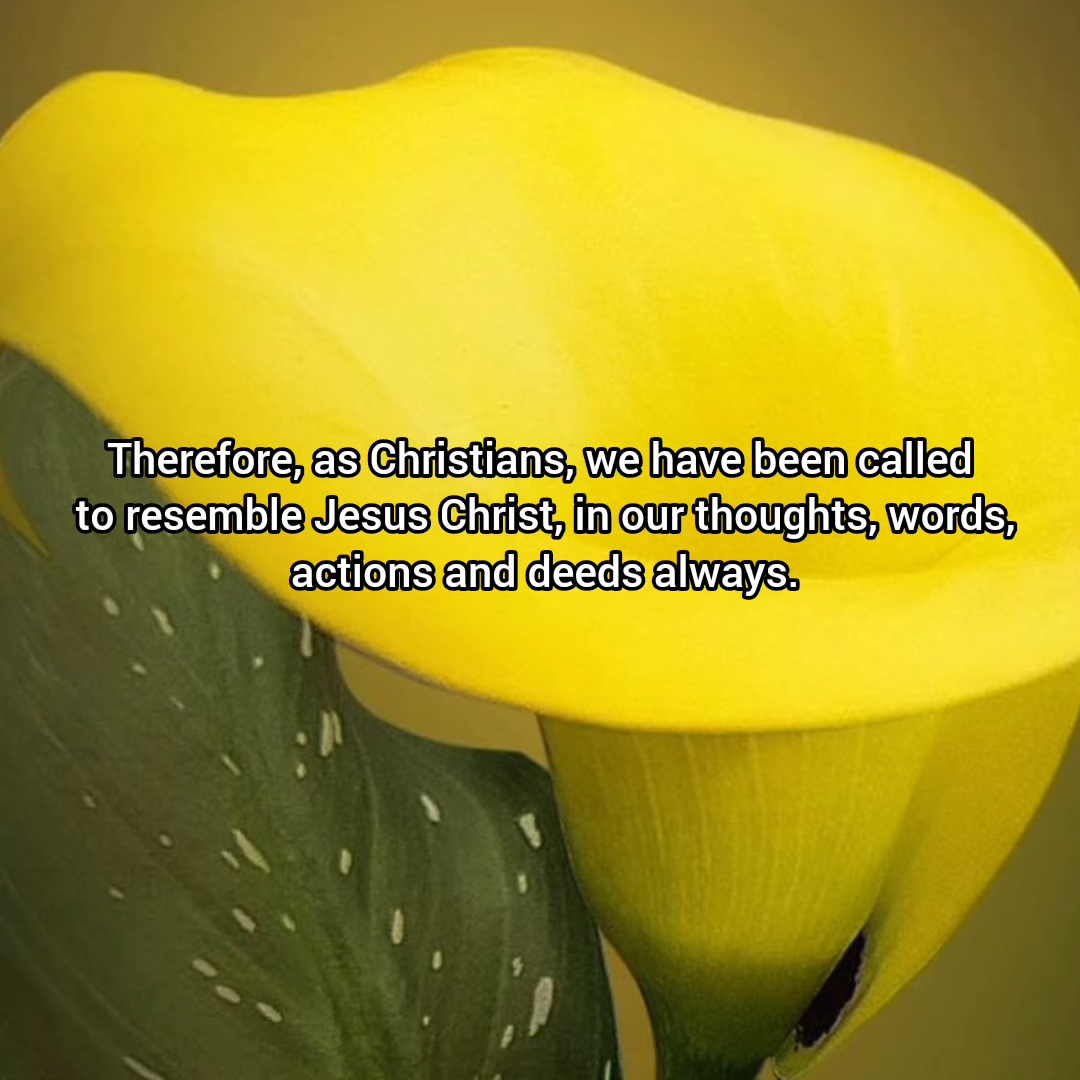 Therefore, as Christians, we have been called
to resemble Jesus Christ, in our thoughts, words,
actions and deeds always.